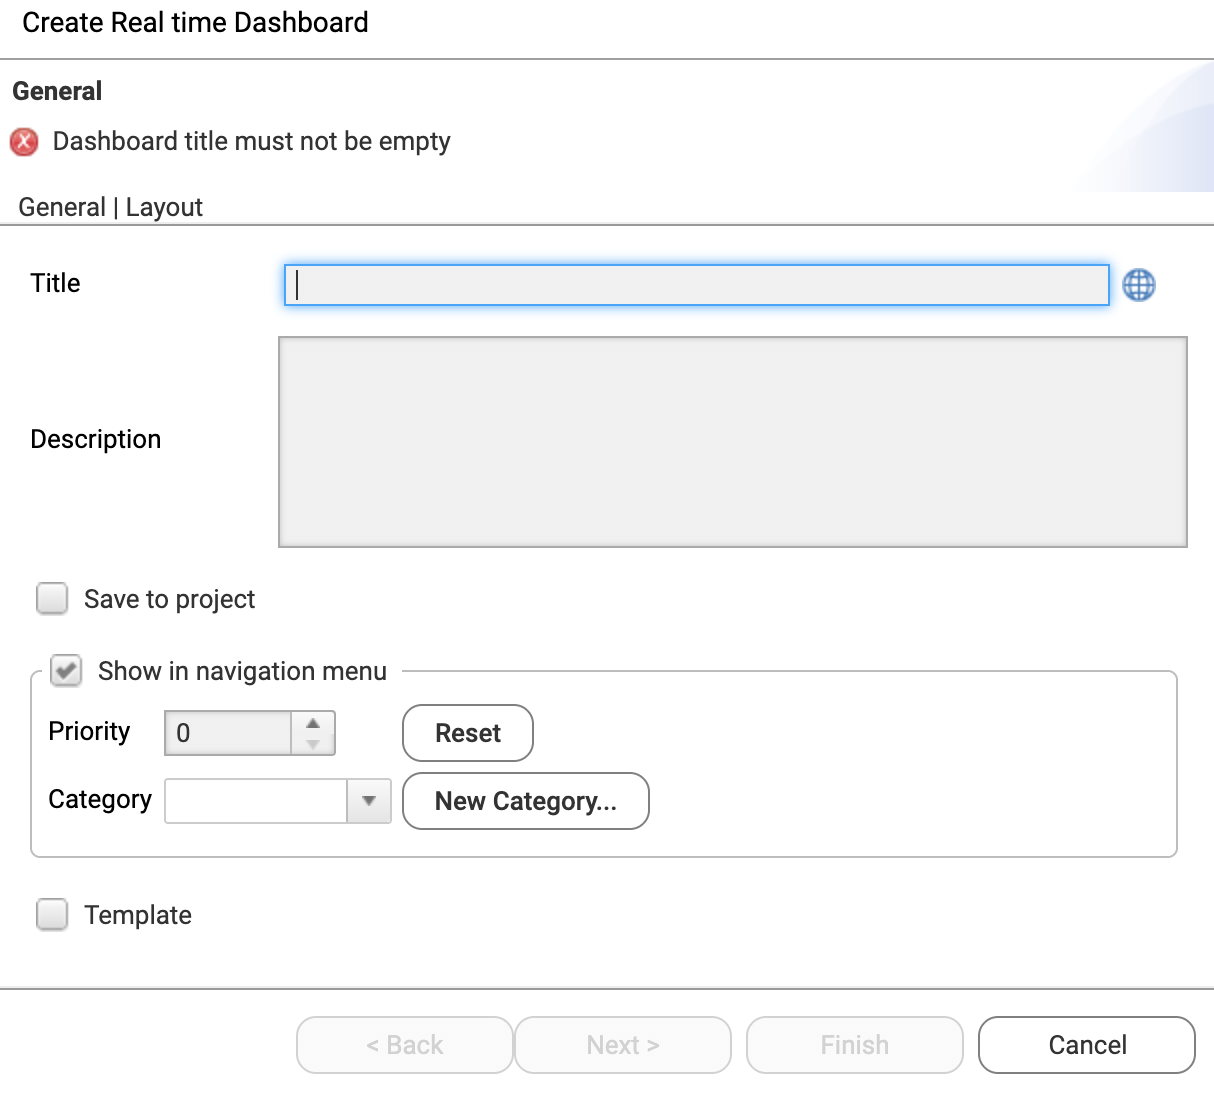 Create Real time Dashboard
General
Dashboard title must not be empty
General | Layout
Title
Description
Save to project
Show in navigation menu
Priority 0 Reset
Category New Category...
Template
< Back Next > Finish Cancel